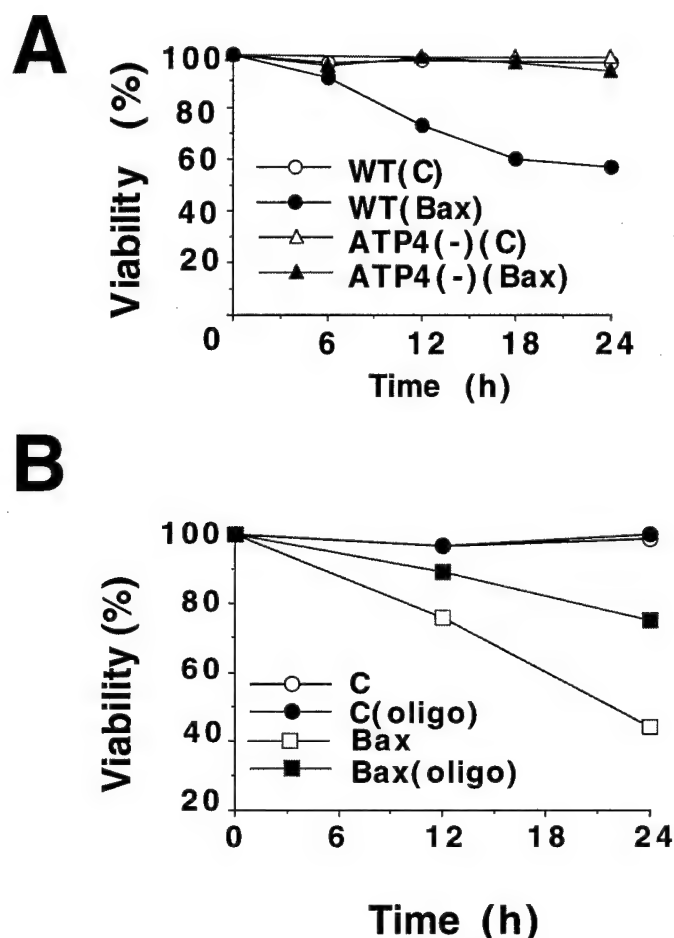 A
100
80
60
40
20
0
Viability (%)
WT(C)
WT(Bax)
ATP4(-)(C)
ATP4(-)(Bax)
6 12 18 24
Time (h)
B
100
80
60
40
20
Viability (%)
C
C(oligo)
Bax
Bax(oligo)
0 6 12 18 24
Time (h)